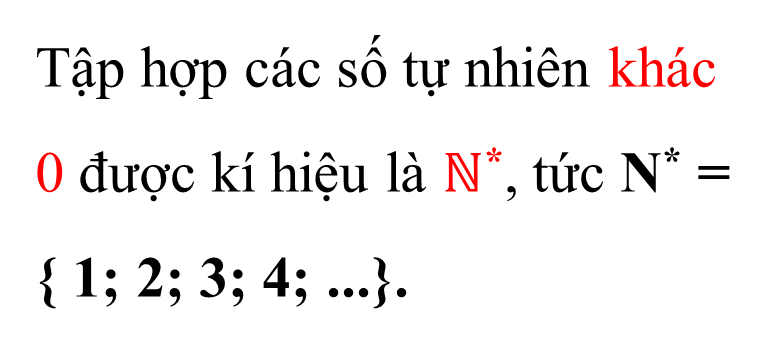 Tập hợp các số tự nhiên khác
0 được kí hiệu là ℕ*, tức N* =
{ 1; 2; 3; 4; ...}.